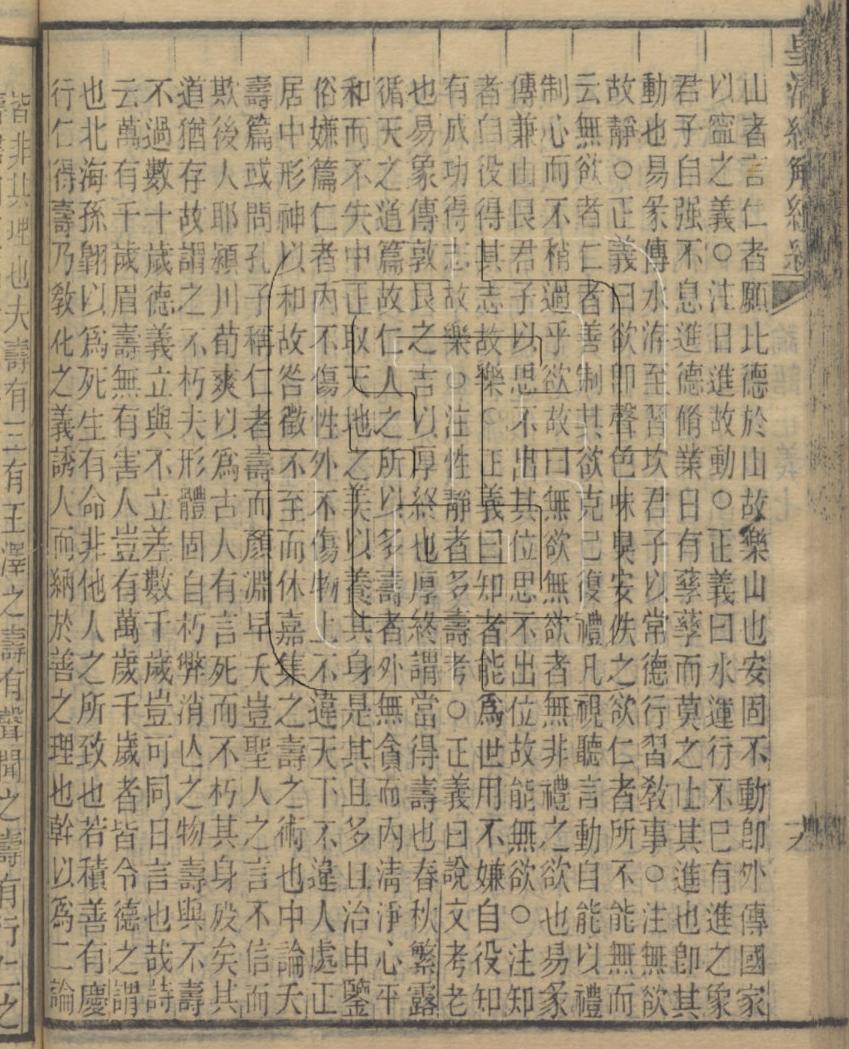 皇清經解續編
山者言仁者願比德於山故樂山也安固不動卽外傳國家
以寧之義○注日進故動○正義曰水運行不已有進之象
君子自强不息進德脩業日有孳孳而莫之止其進也卽其
動也易彖傳水洊至習坎君子以常德行習教事○注無欲
故靜○正義曰欲卽聲色味臭安佚之欲仁者所不能無而
云無欲者仁者善制其欲克己復禮凡視聽言動自能以禮
制心而不稍過乎欲故曰無欲無欲者無非禮之欲也易彖
傳兼山艮君子以思不出其位思不出位故能無欲○注知
者自役得其志故樂○正義曰知者能爲世用不嫌自役知
有成功得志故樂○注性靜者多壽考○正義曰說文考老
也易象傳敦艮之吉以厚終也厚終謂當得壽也春秋繁露
循天之道篇故仁人之所以多壽者外無貪而內清淨心平
和而不失中正取天地之美以養其身是其且多且治申鑒
俗嫌篇仁者內不傷性外不傷物上不違天下不違人處正
居中形神以和故咎徵不至而休嘉集之壽之術也中論夭
壽篇或問孔子稱仁者壽而顏淵早夭豈聖人之言不信而
欺後人耶潁川荀爽以爲古人有言死而不朽其身歿矣其
道猶存故謂之不朽夫形體固自朽弊消亾之物壽與不壽
不過數十歲德義立與不立差數千歲豈可同日言也哉詩
云萬有千歲眉壽無有害人豈有萬歲千歲者皆令德之謂
也北海孫翺以爲死生有命非他人之所致也若積善有慶
行仁得壽乃敎化之義誘人而納於善之理也幹以爲二論
皆非其理也夫壽有三有王澤之壽有聲聞之壽有行仁之